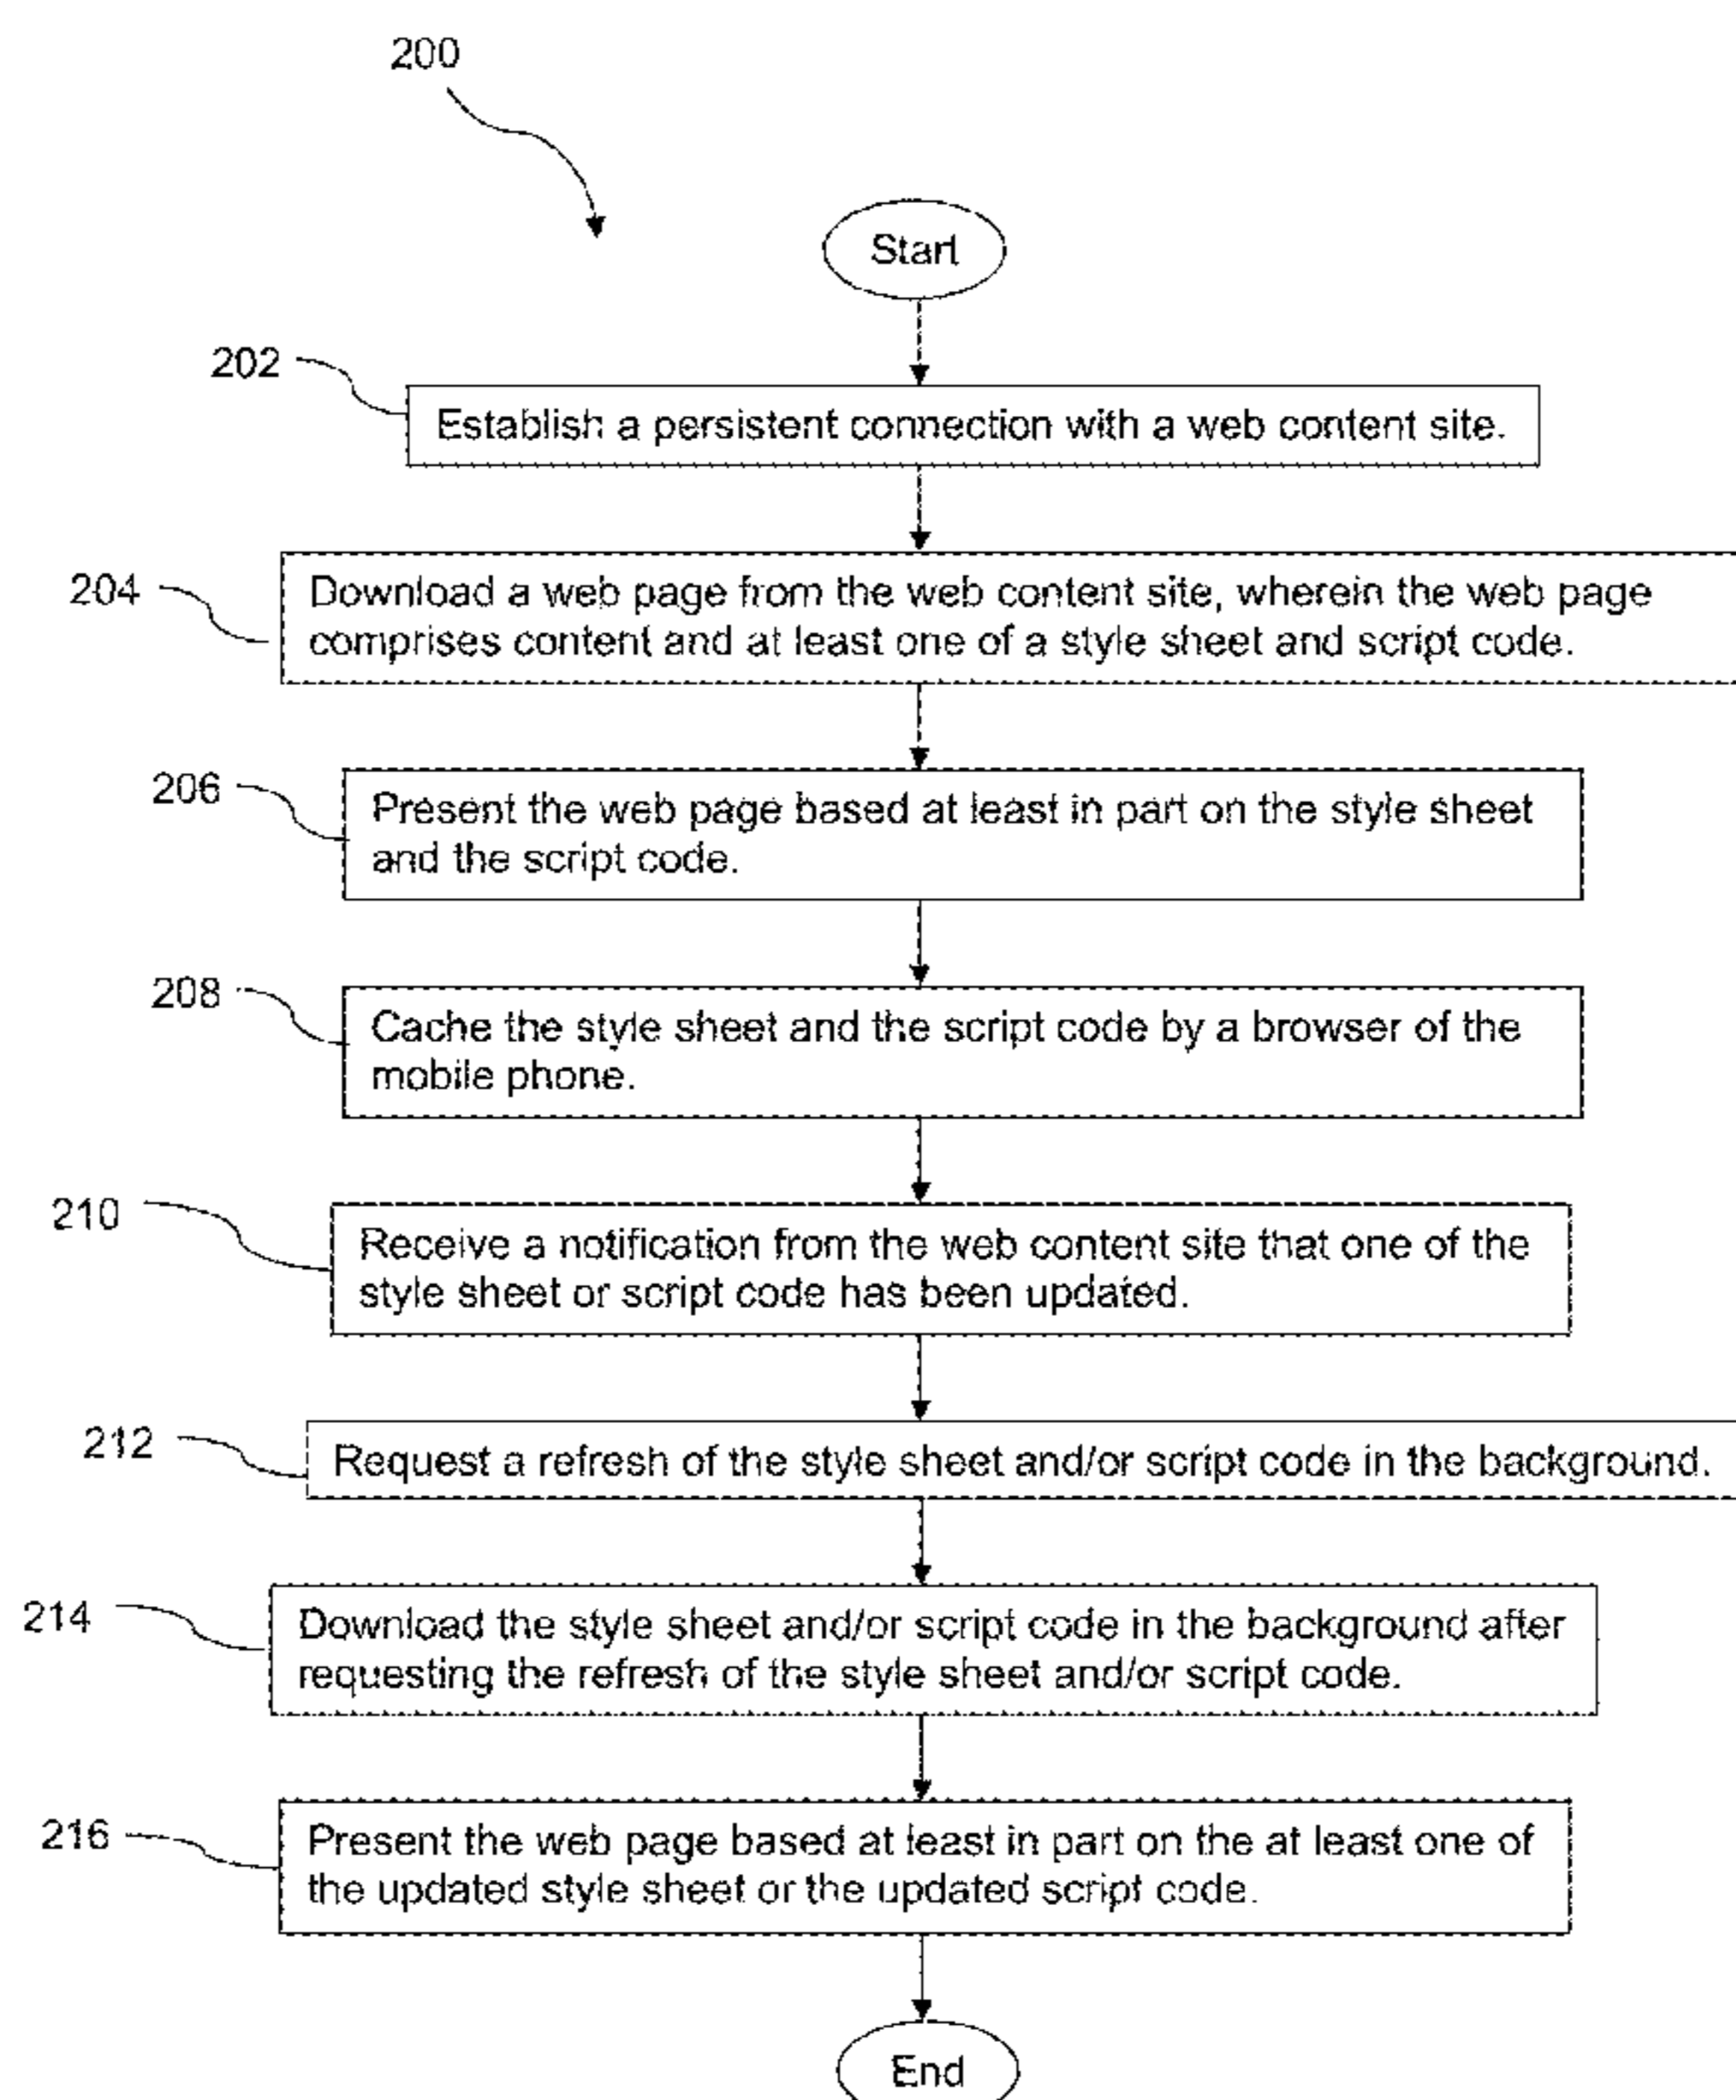 200
Start
202
Establish a persistent connection with a web content site.
204
Download a web page from the web content site, wherein the web page
comprises content and at least one of a style sheet and script code.
206
Present the web page based at least in part on the style sheet
and the script code.
208
Cache the style sheet and the script code by a browser of the
mobile phone.
210
Receive a notification from the web content site that one of the
style sheet or script code has been updated.
212
Request a refresh of the style sheet and/or script code in the background.
214
Download the style sheet and/or script code in the background after
requesting the refresh of the style sheet and/or script code.
216
Present the web page based at least in part on the at least one of
the updated style sheet or the updated script code.
End